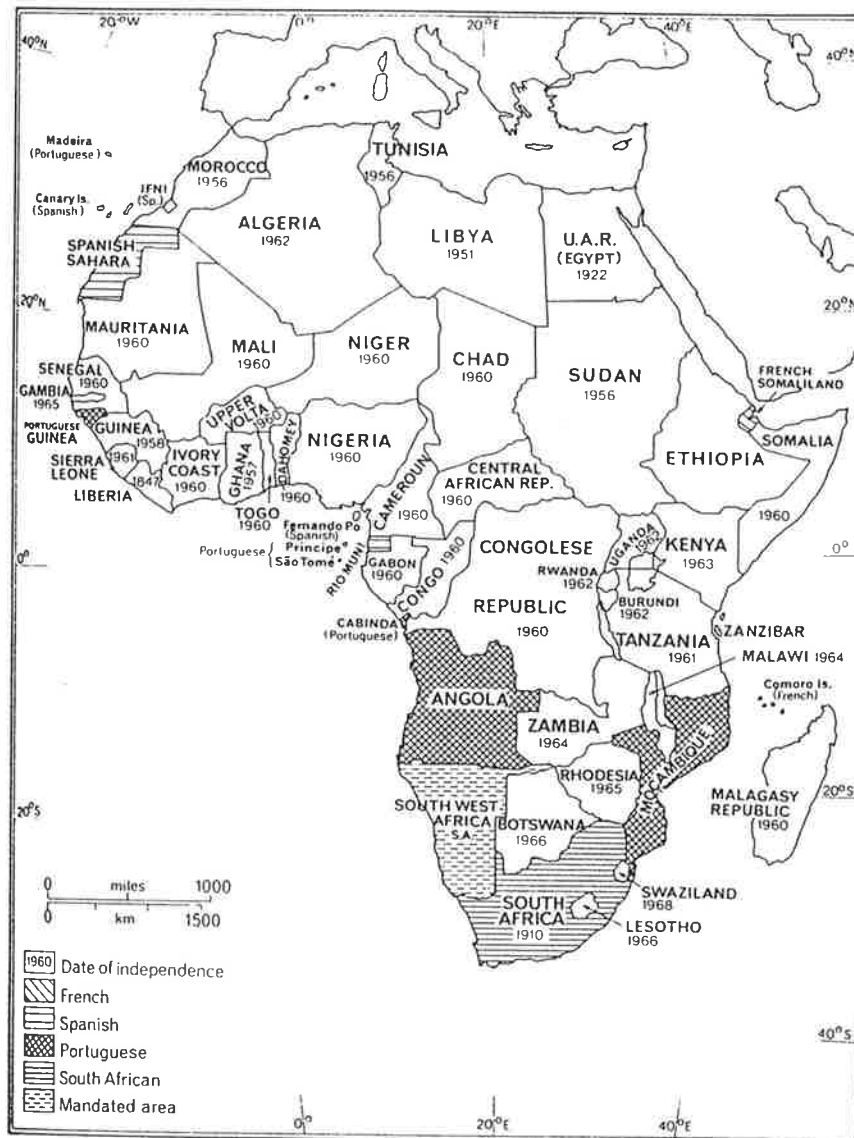 20°W
0°
20°E
40°E
40°N
40°N
Madeira
(Portuguese)
MOROCCO
1956
TUNISIA
1956
IFNI
(Sp.)
Canary Is.
(Spanish)
ALGERIA
1962
LIBYA
1951
U.A.R.
(EGYPT)
1922
SPANISH
SAHARA
20°N
20°N
MAURITANIA
1960
MALI
1960
NIGER
1960
CHAD
1960
SUDAN
1956
FRENCH
SOMALILAND
SENEGAL
1960
GAMBIA
1965
PORTUGUESE
GUINEA
GUINEA
1958
UPPER
VOLTA
1960
NIGERIA
1960
SOMALIA
1960
ETHIOPIA
SIERRA
LEONE
1961
LIBERIA
1847
IVORY
COAST
1960
GHANA
1957
DAHOMEY
1960
TOGO
1960
CAMEROUN
1960
CENTRAL
AFRICAN REP.
1960
Fernando Po
(Spanish)
Portuguese
Principe
São Tomé
RIO MUNI
GABON
1960
CONGO 1960
CONGOLESE
REPUBLIC
1960
UGANDA
1962
KENYA
1963
0°
0°
RWANDA
1962
BURUNDI
1962
CABINDA
(Portuguese)
TANZANIA
1961
ZANZIBAR
MALAWI 1964
Comoro Is.
(French)
ANGOLA
ZAMBIA
1964
MOÇAMBIQUE
RHODESIA
1965
20°S
20°S
SOUTH WEST
AFRICA
S.A.
BOTSWANA
1966
MALAGASY
REPUBLIC
1960
SWAZILAND
1968
SOUTH
AFRICA
1910
LESOTHO
1966
0 miles 1000
0 km 1500
1960 Date of independence
French
Spanish
Portuguese
South African
Mandated area
40°S
0°
20°E
40°E